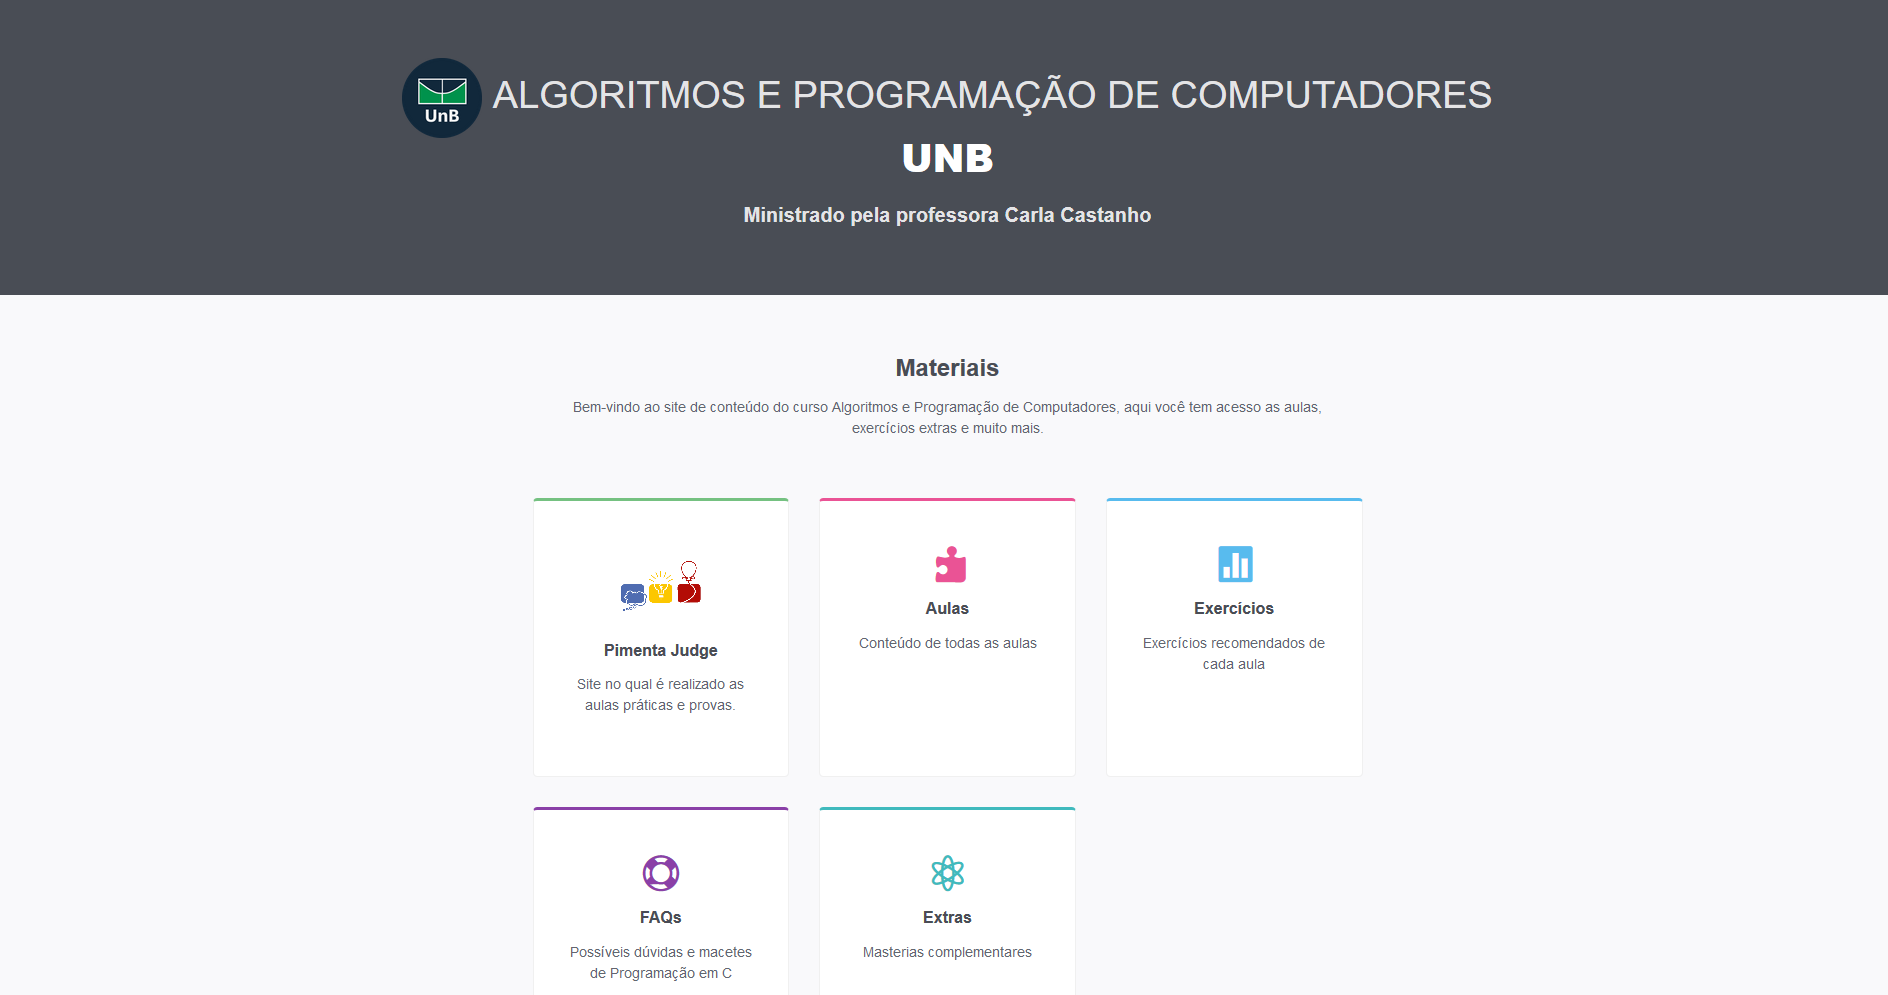 UnB
ALGORITMOS E PROGRAMAÇÃO DE COMPUTADORES
UNB
Ministrado pela professora Carla Castanho
Materiais
Bem-vindo ao site de conteúdo do curso Algoritmos e Programação de Computadores, aqui você tem acesso as aulas,
exercícios extras e muito mais.
Pimenta Judge
Site no qual é realizado as
aulas práticas e provas.
Aulas
Conteúdo de todas as aulas
Exercícios
Exercícios recomendados de
cada aula
FAQs
Possíveis dúvidas e macetes
de Programação em C
Extras
Masterias complementares